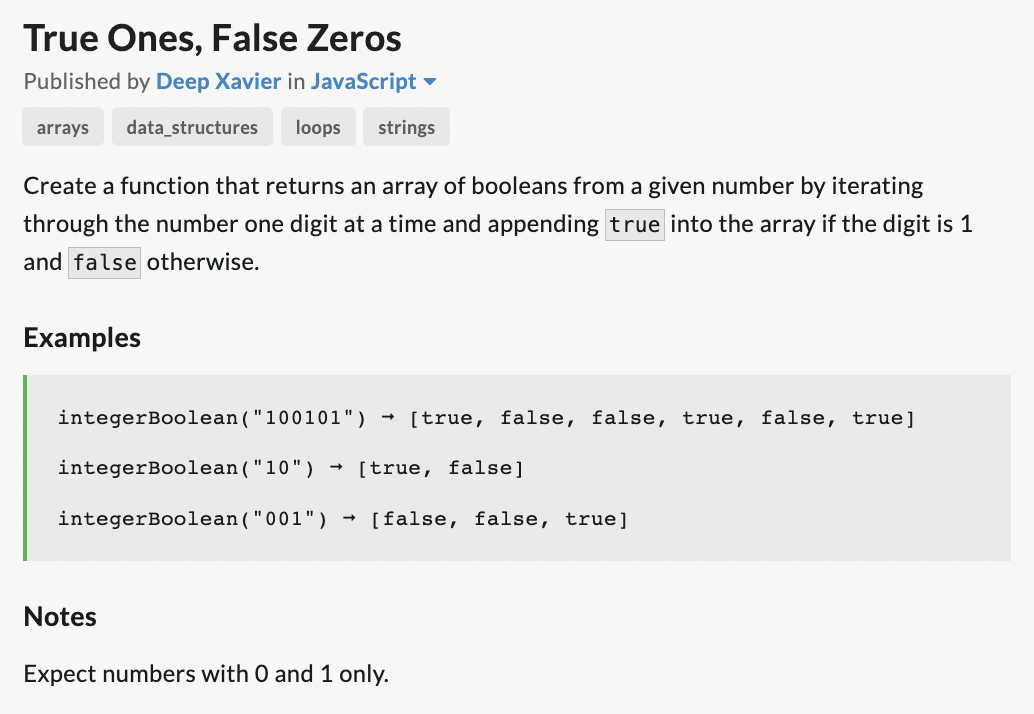 True Ones, False Zeros
Published by Deep Xavier in JavaScript
arrays data_structures loops strings
Create a function that returns an array of booleans from a given number by iterating
through the number one digit at a time and appending true into the array if the digit is 1
and false otherwise.
Examples
integerBoolean("100101") → [true, false, false, true, false, true]
integerBoolean("10") → [true, false]
integerBoolean("001") → [false, false, true]
Notes
Expect numbers with 0 and 1 only.